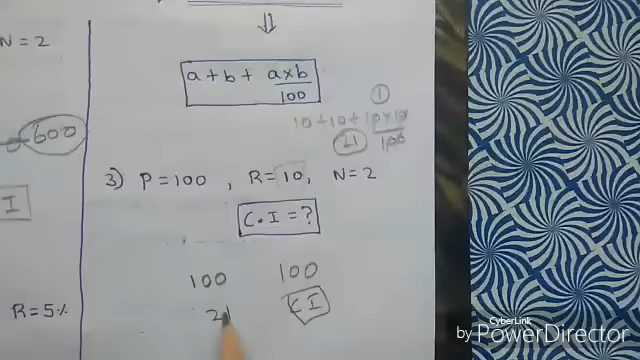 N = 2
600
I
R = 5%
⇓
a + b + a×b
100
①
10 + 10 + 10×10
100
21
3) P = 100 , R = 10, N = 2
C.I = ?
100 100
21 CI
CyberLink
by PowerDirector